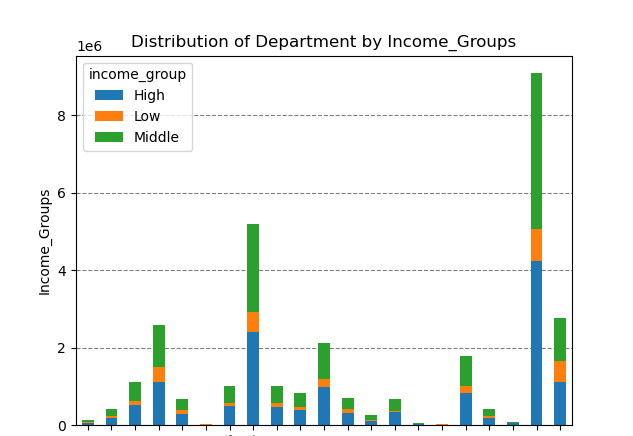 Distribution of Department by Income_Groups
1e6
income_group
High
Low
Middle
8
6
4
2
0
Income_Groups